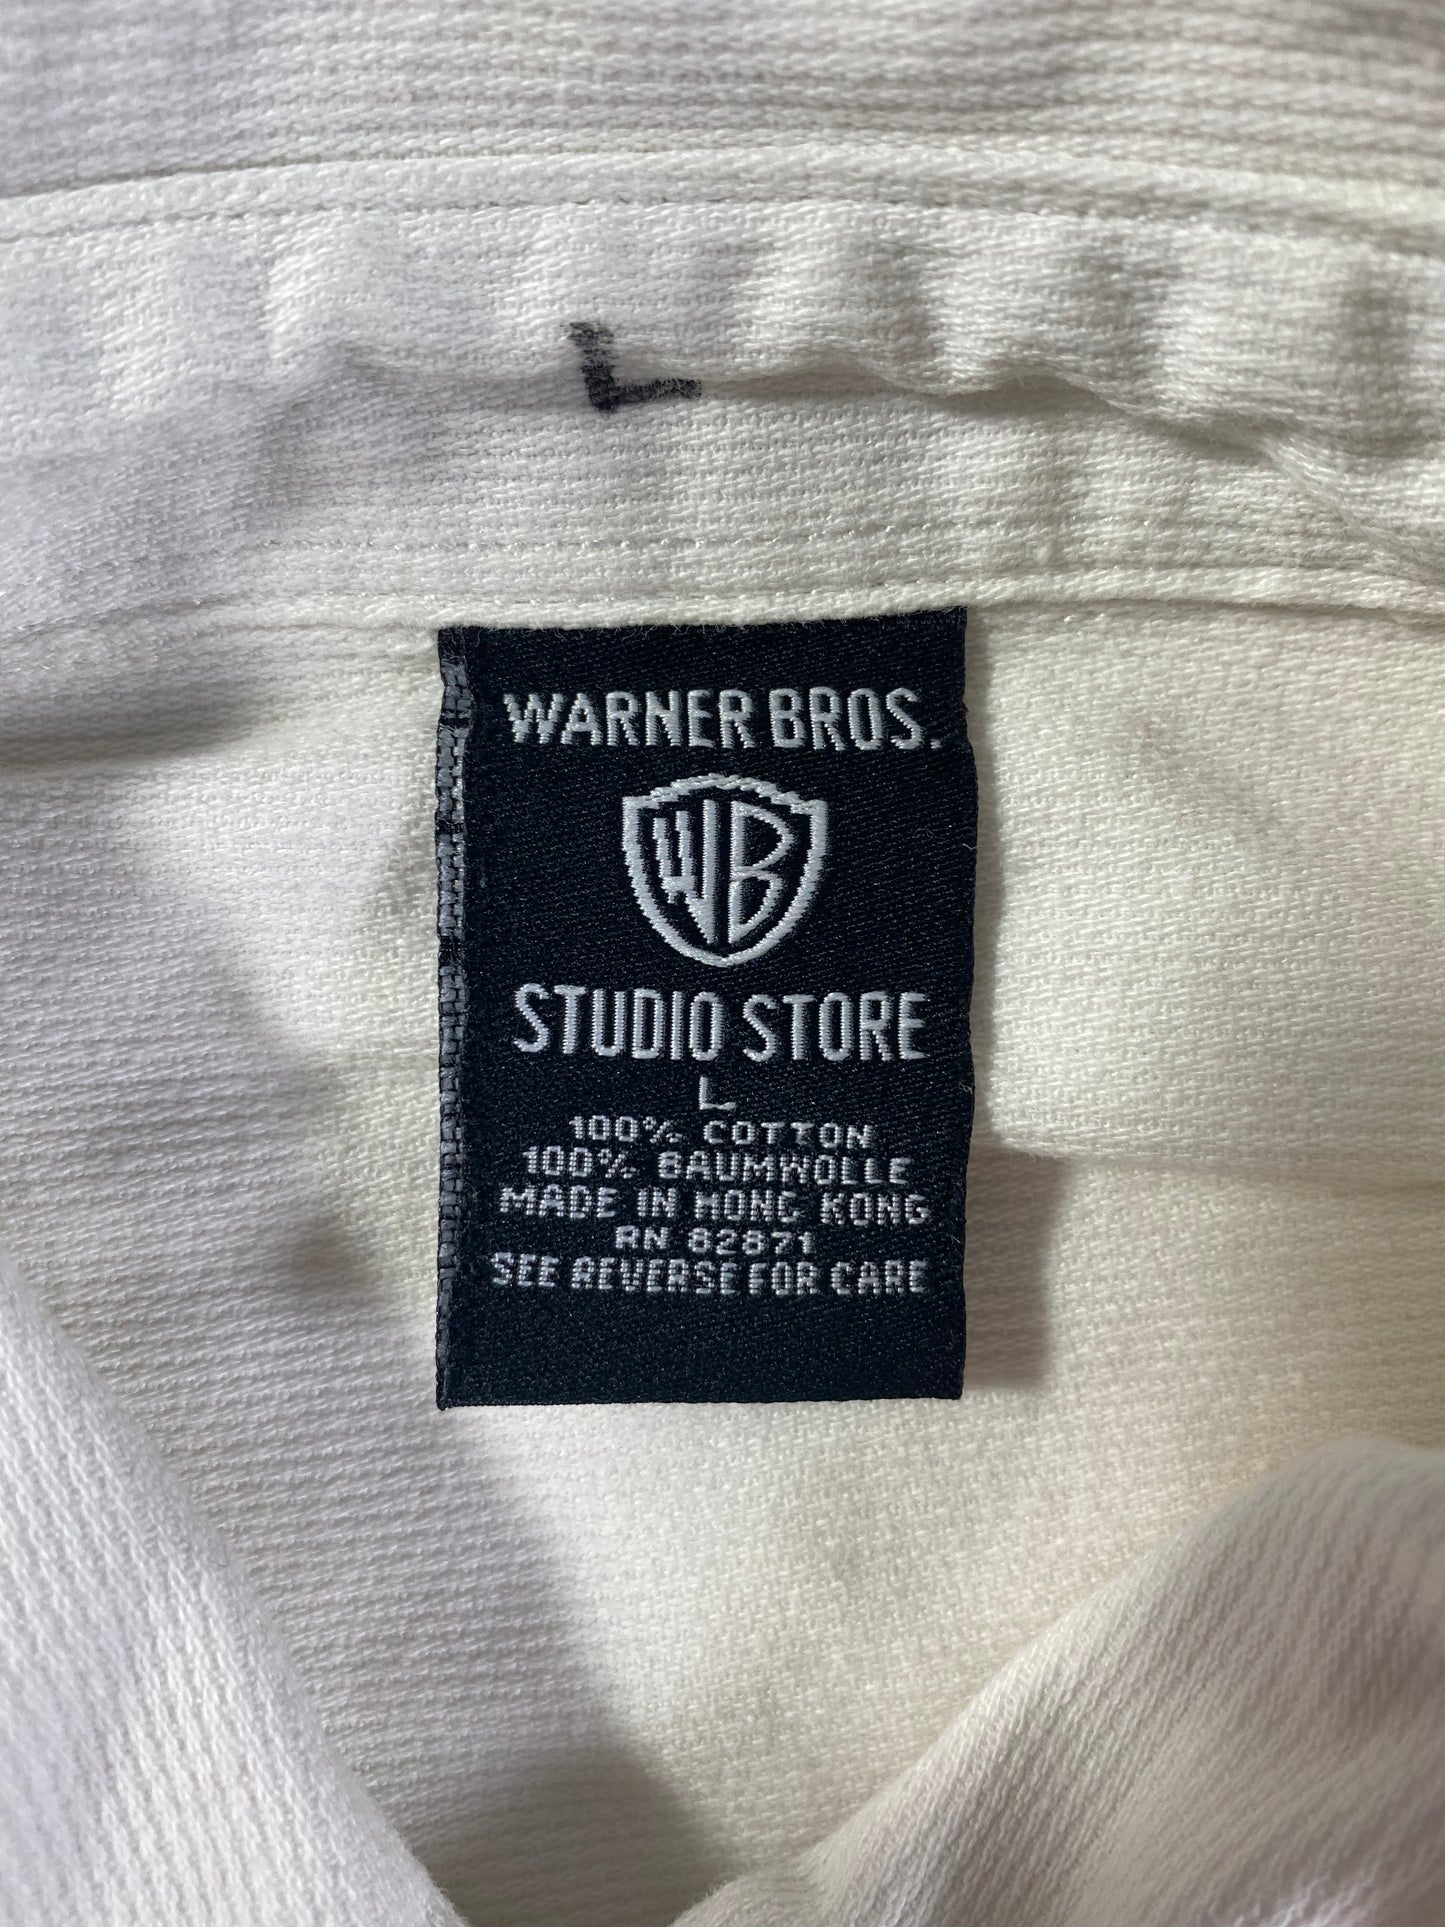 L
WARNER BROS.
WB
STUDIO STORE
L
100% COTTON
100% BAUMWOLLE
MADE IN HONG KONG
RN 82871
SEE REVERSE FOR CARE